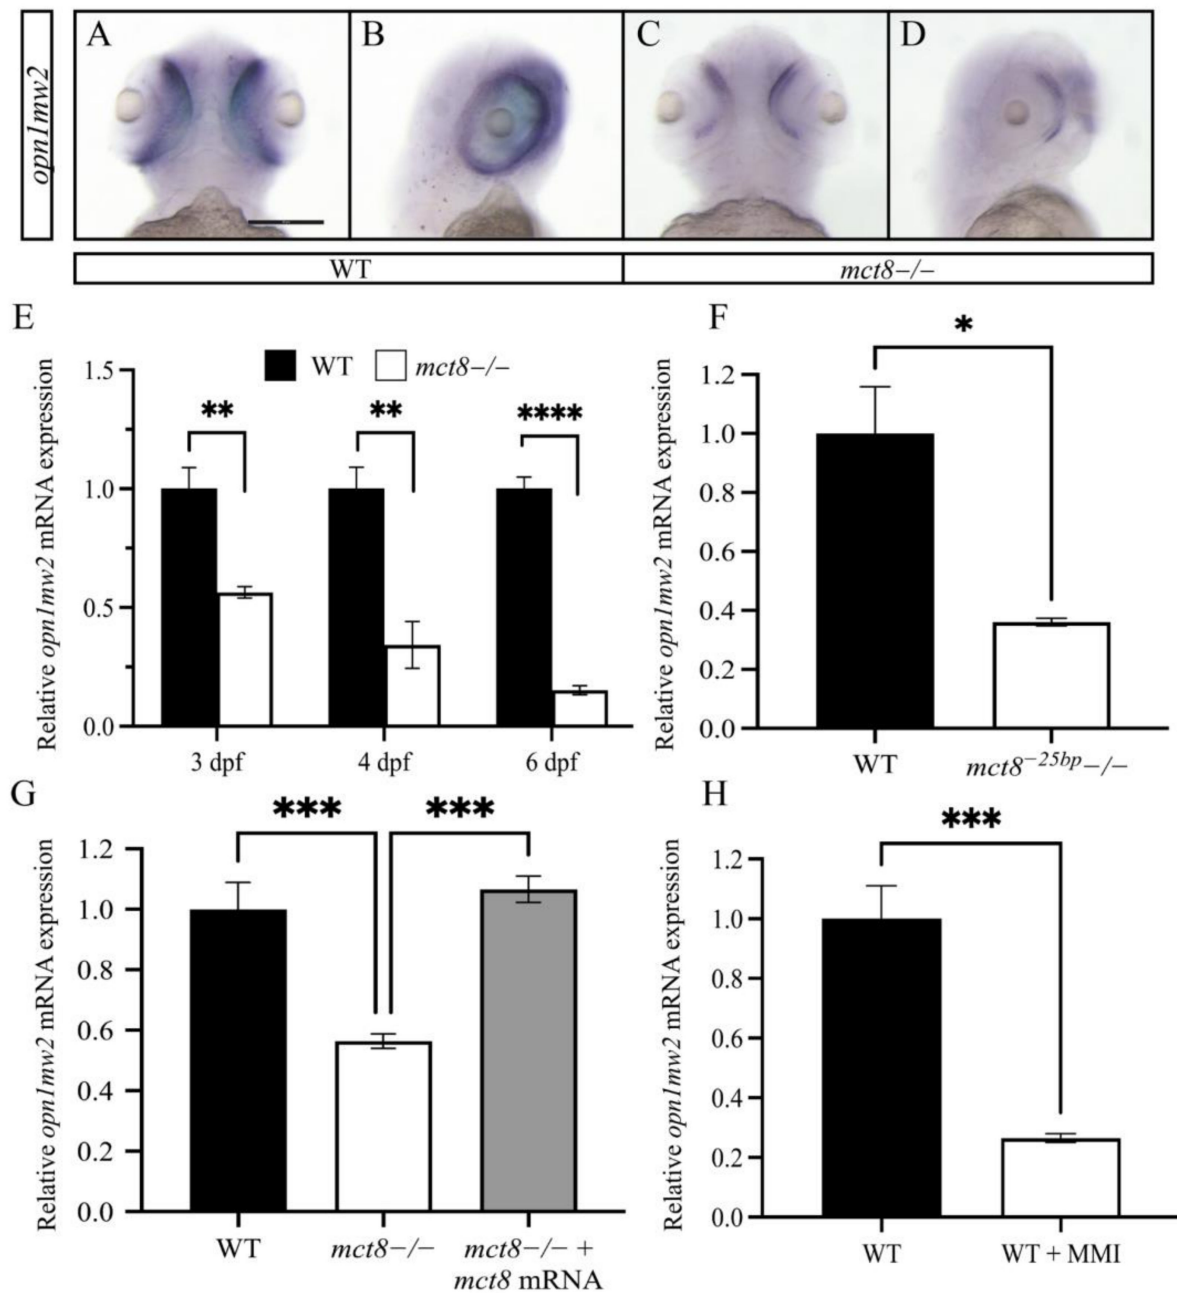 A
B
C
D
opn1mw2
WT
mct8−/−
E
WT
mct8−/−
Relative opn1mw2 mRNA expression
1.5
1.0
0.5
0.0
**
**
****
3 dpf
4 dpf
6 dpf
F
Relative opn1mw2 mRNA expression
1.2
1.0
0.8
0.6
0.4
0.2
0.0
*
WT
mct8−25bp−/−
G
Relative opn1mw2 mRNA expression
1.2
1.0
0.8
0.6
0.4
0.2
0.0
***
***
WT
mct8−/−
mct8−/− +
mct8 mRNA
H
Relative opn1mw2 mRNA expression
1.2
1.0
0.8
0.6
0.4
0.2
0.0
***
WT
WT + MMI